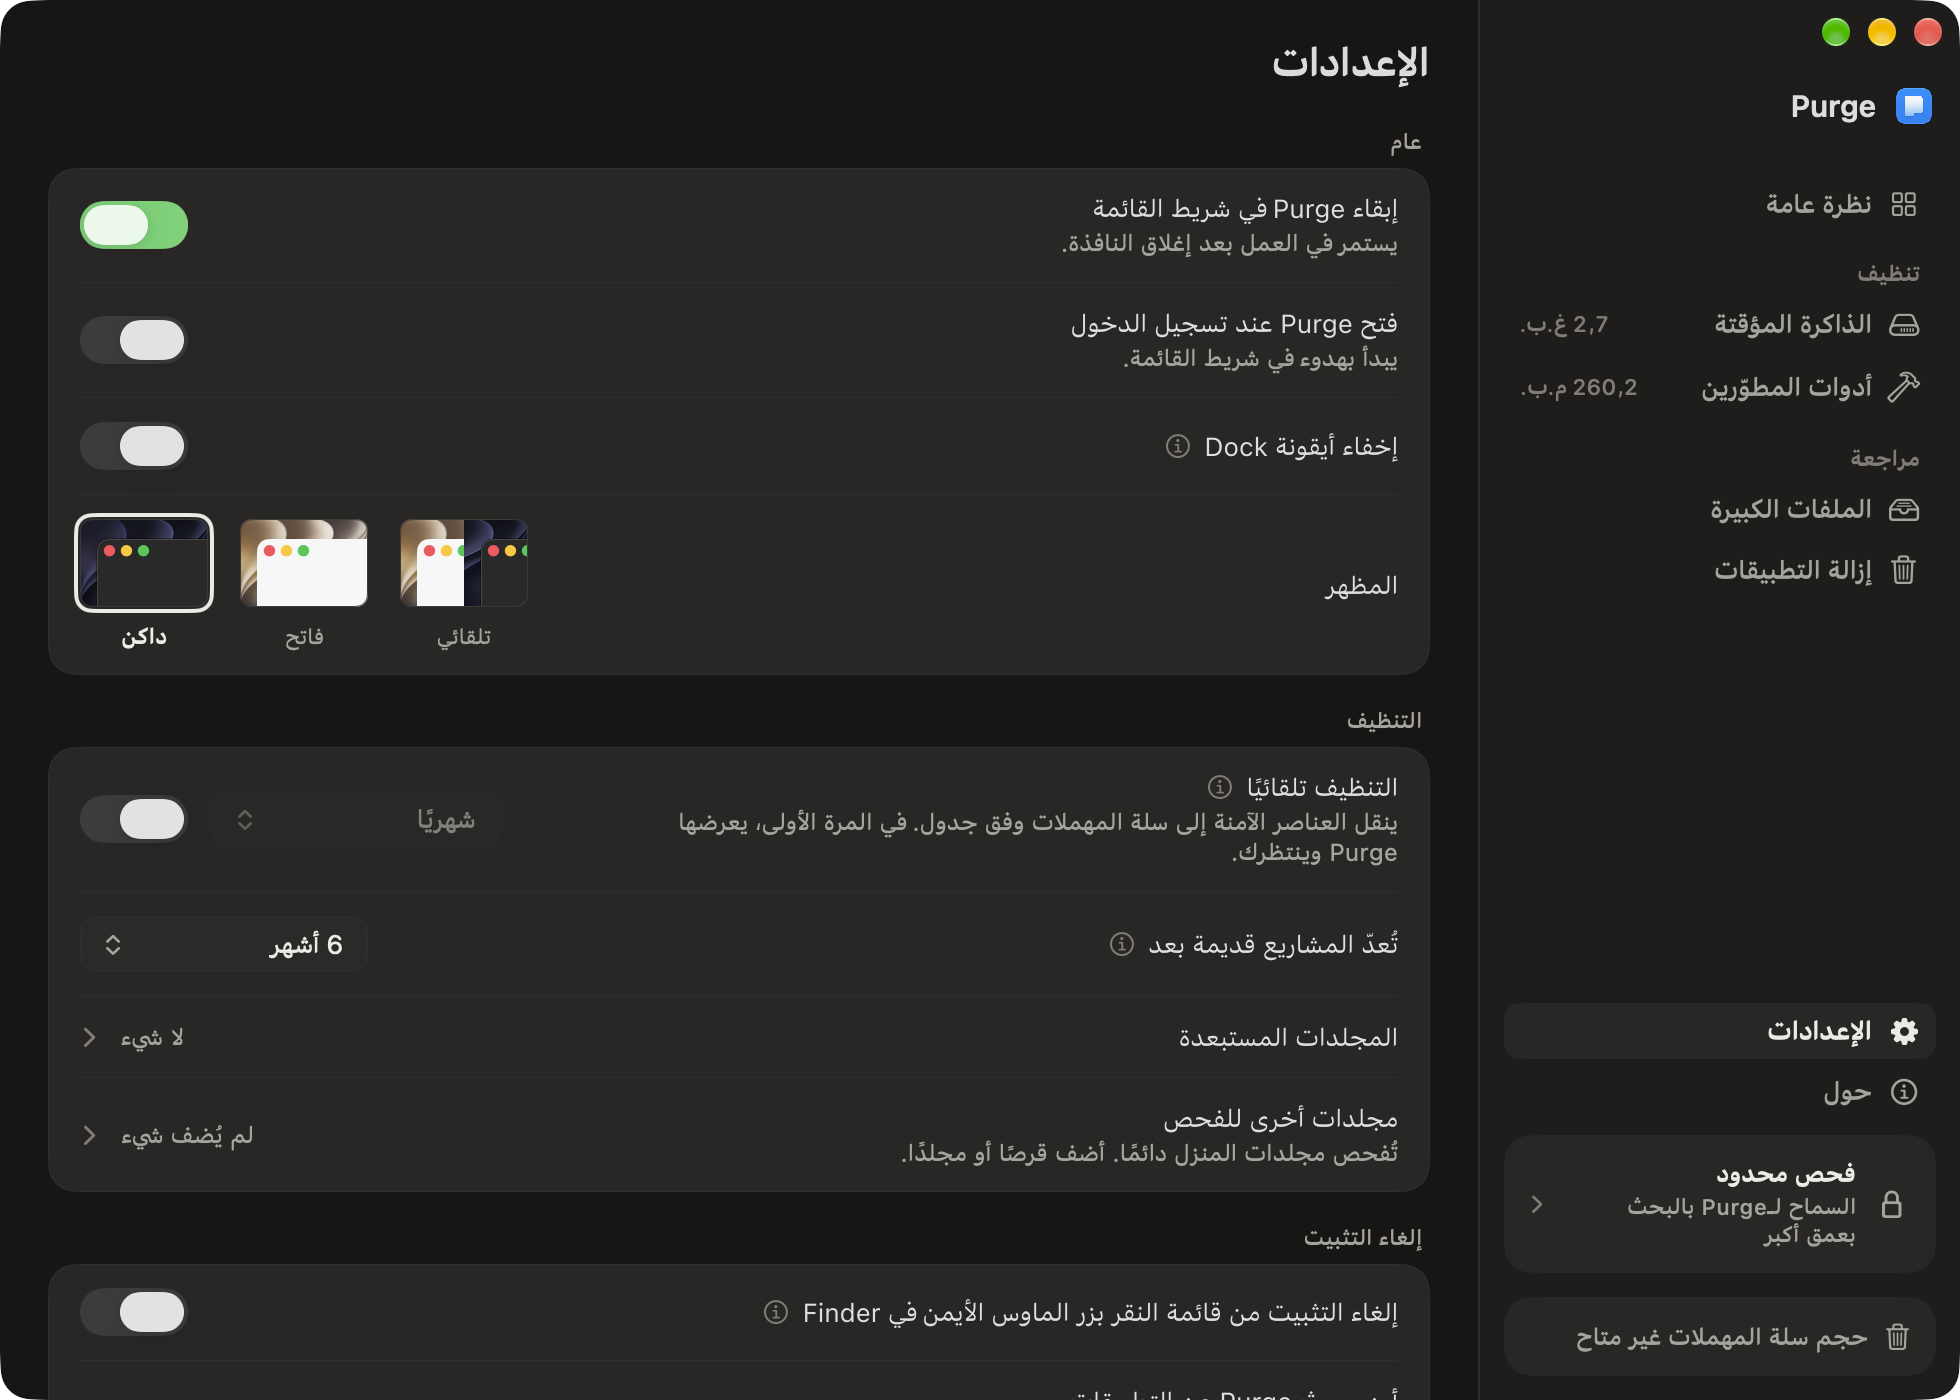 Purge
نظرة عامة
تنظيف
الذاكرة المؤقتة 2,7 غ.ب.
أدوات المطوّرين 260,2 م.ب.
مراجعة
الملفات الكبيرة
إزالة التطبيقات
الإعدادات
حول
فحص محدود
السماح لـPurge بالبحث
بعمق أكبر
حجم سلة المهملات غير متاح
الإعدادات
عام
إبقاء Purge في شريط القائمة
يستمر في العمل بعد إغلاق النافذة.
فتح Purge عند تسجيل الدخول
يبدأ بهدوء في شريط القائمة.
إخفاء أيقونة Dock
المظهر
تلقائي
فاتح
داكن
التنظيف
التنظيف تلقائيًا
ينقل العناصر الآمنة إلى سلة المهملات وفق جدول. في المرة الأولى، يعرضها
Purge وينتظرك.
شهريًا
تُعدّ المشاريع قديمة بعد
6 أشهر
المجلدات المستبعدة
لا شيء
مجلدات أخرى للفحص
تُفحص مجلدات المنزل دائمًا. أضف قرصًا أو مجلدًا.
لم يُضف شيء
إلغاء التثبيت
إلغاء التثبيت من قائمة النقر بزر الماوس الأيمن في Finder